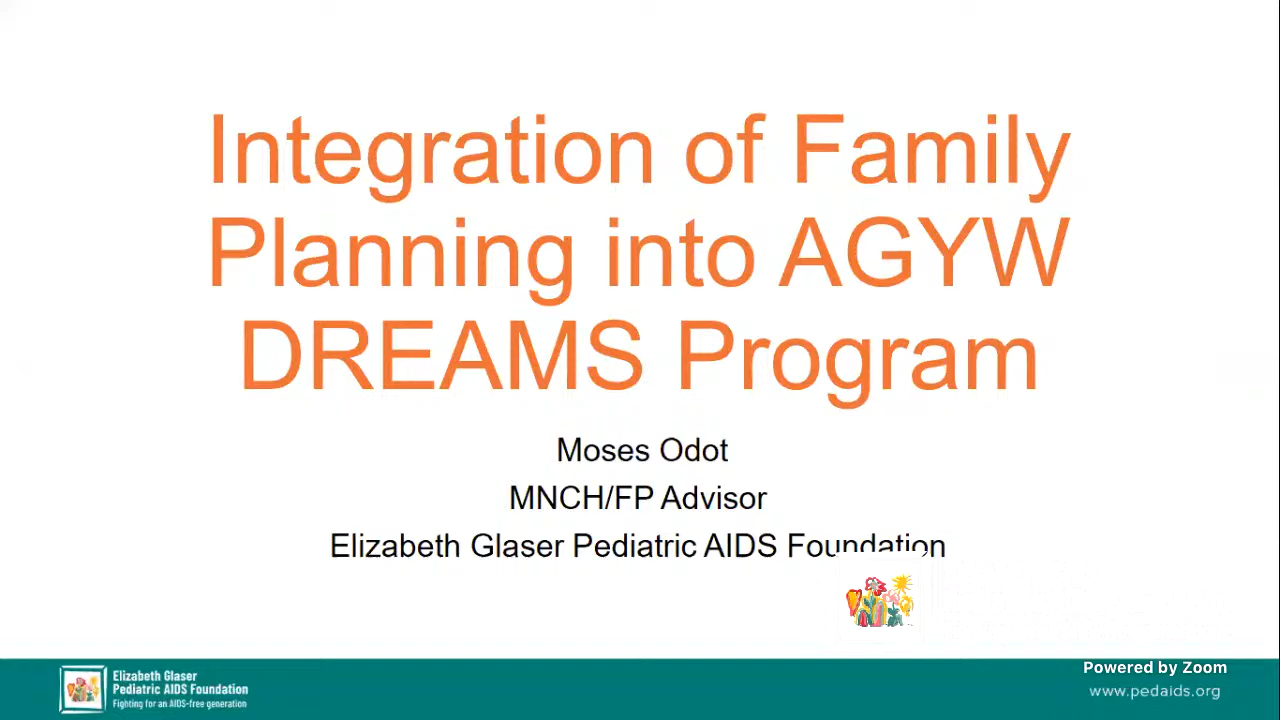 Integration of Family
Planning into AGYW
DREAMS Program
Moses Odot
MNCH/FP Advisor
Elizabeth Glaser Pediatric AIDS Foundation
Elizabeth Glaser
Pediatric AIDS Foundation
Fighting for an AIDS-free generation
Powered by Zoom
www.pedaids.org